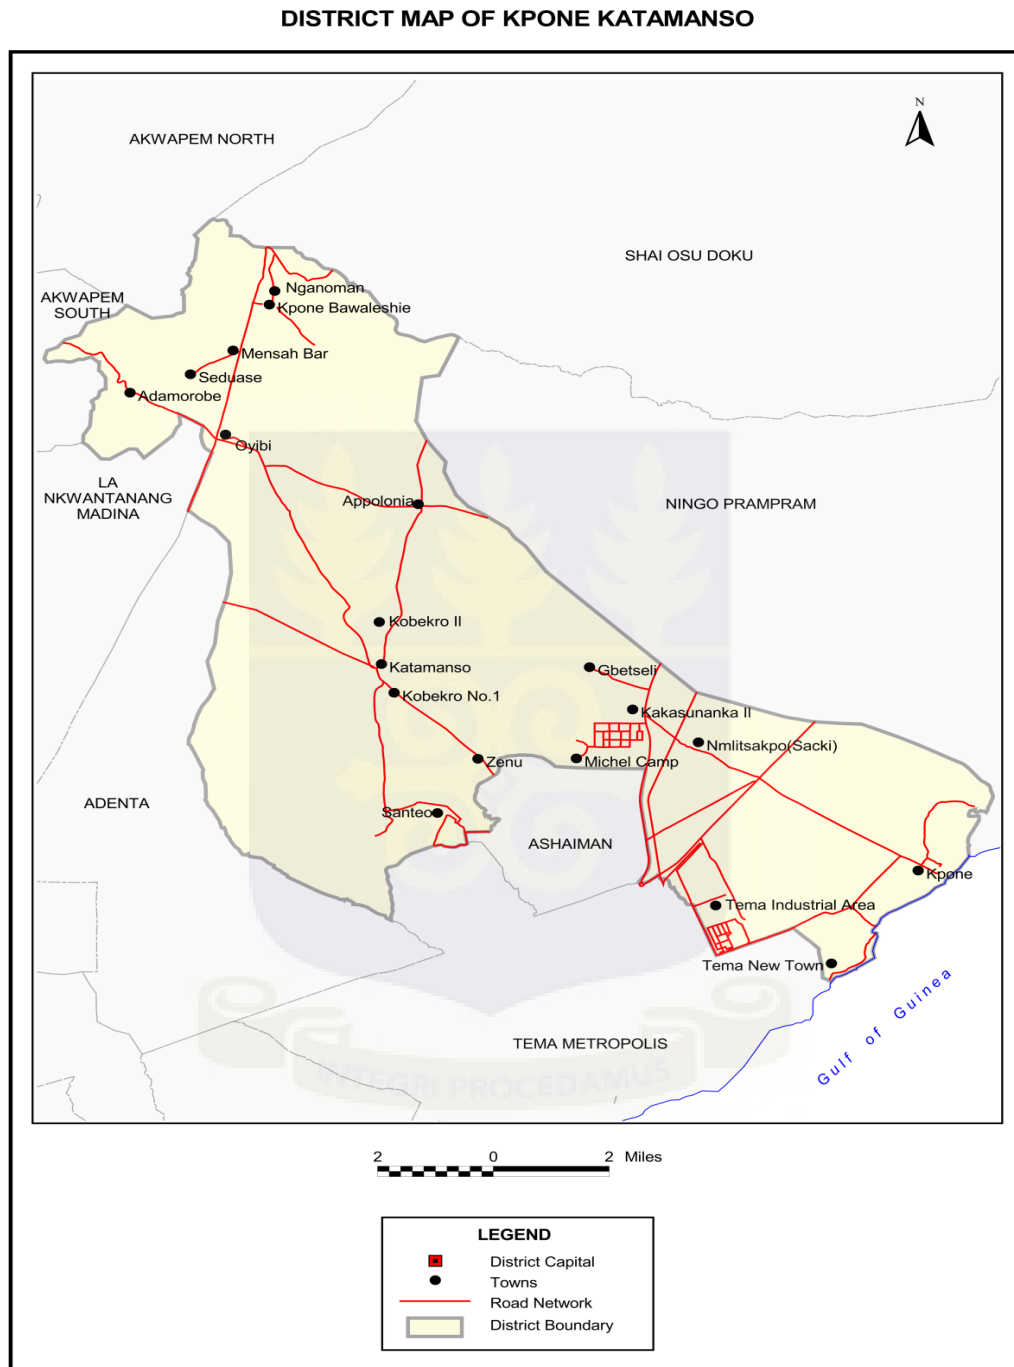 DISTRICT MAP OF KPONE KATAMANSO
N
AKWAPEM NORTH
SHAI OSU DOKU
AKWAPEM
SOUTH
Nganoman
Kpone Bawaleshie
Mensah Bar
Seduase
Adamorobe
Oyibi
LA
NKWANTANANG
MADINA
Appolonia
NINGO PRAMPRAM
Kobekro II
Katamanso
Gbetseli
Kobekro No.1
Kakasunanka II
Nmlitsakpo(Sacki)
Zenu
Michel Camp
ADENTA
Santeo
ASHAIMAN
Kpone
Tema Industrial Area
Tema New Town
Gulf of Guinea
TEMA METROPOLIS
INTEGRI PROCEDAMUS
2 0 2 Miles
LEGEND
District Capital
Towns
Road Network
District Boundary